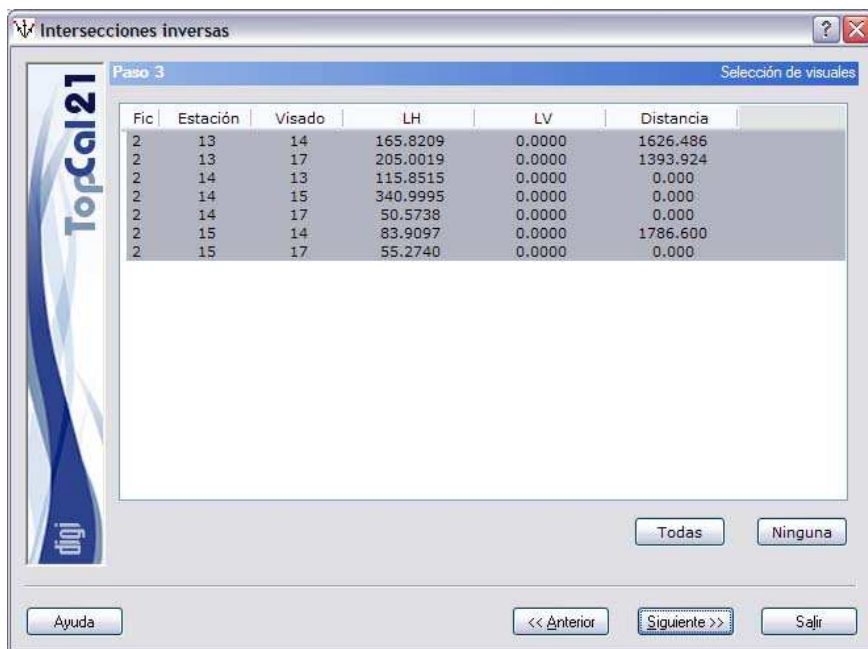 Intersecciones inversas
TopCal21
digi
Paso 3
Selección de visuales
Fic Estación Visado LH LV Distancia
2 13 14 165.8209 0.0000 1626.486
2 13 17 205.0019 0.0000 1393.924
2 14 13 115.8515 0.0000 0.000
2 14 15 340.9995 0.0000 0.000
2 14 17 50.5738 0.0000 0.000
2 15 14 83.9097 0.0000 1786.600
2 15 17 55.2740 0.0000 0.000
Todas Ninguna
Ayuda << Anterior Siguiente >> Salir